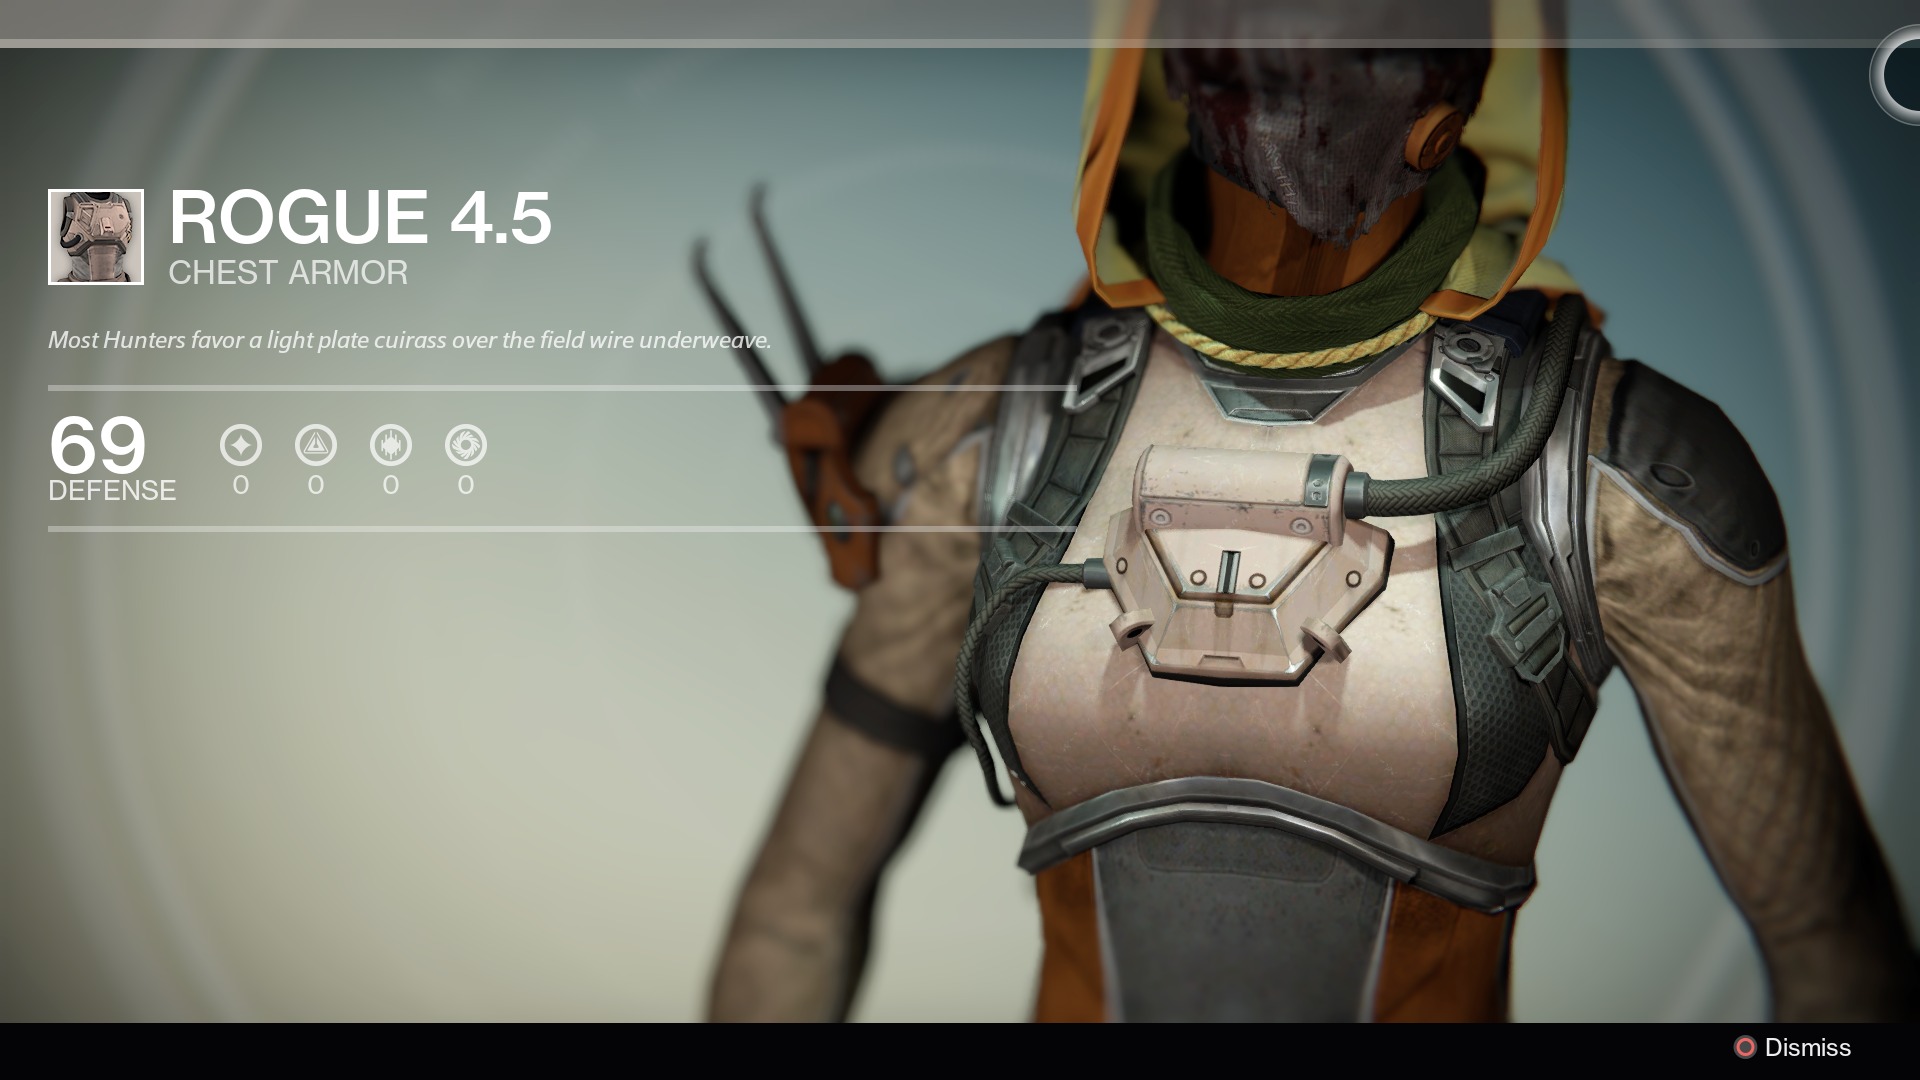 ROGUE 4.5
CHEST ARMOR
Most Hunters favor a light plate cuirass over the field wire underweave.
69
DEFENSE
0 0 0 0
Dismiss